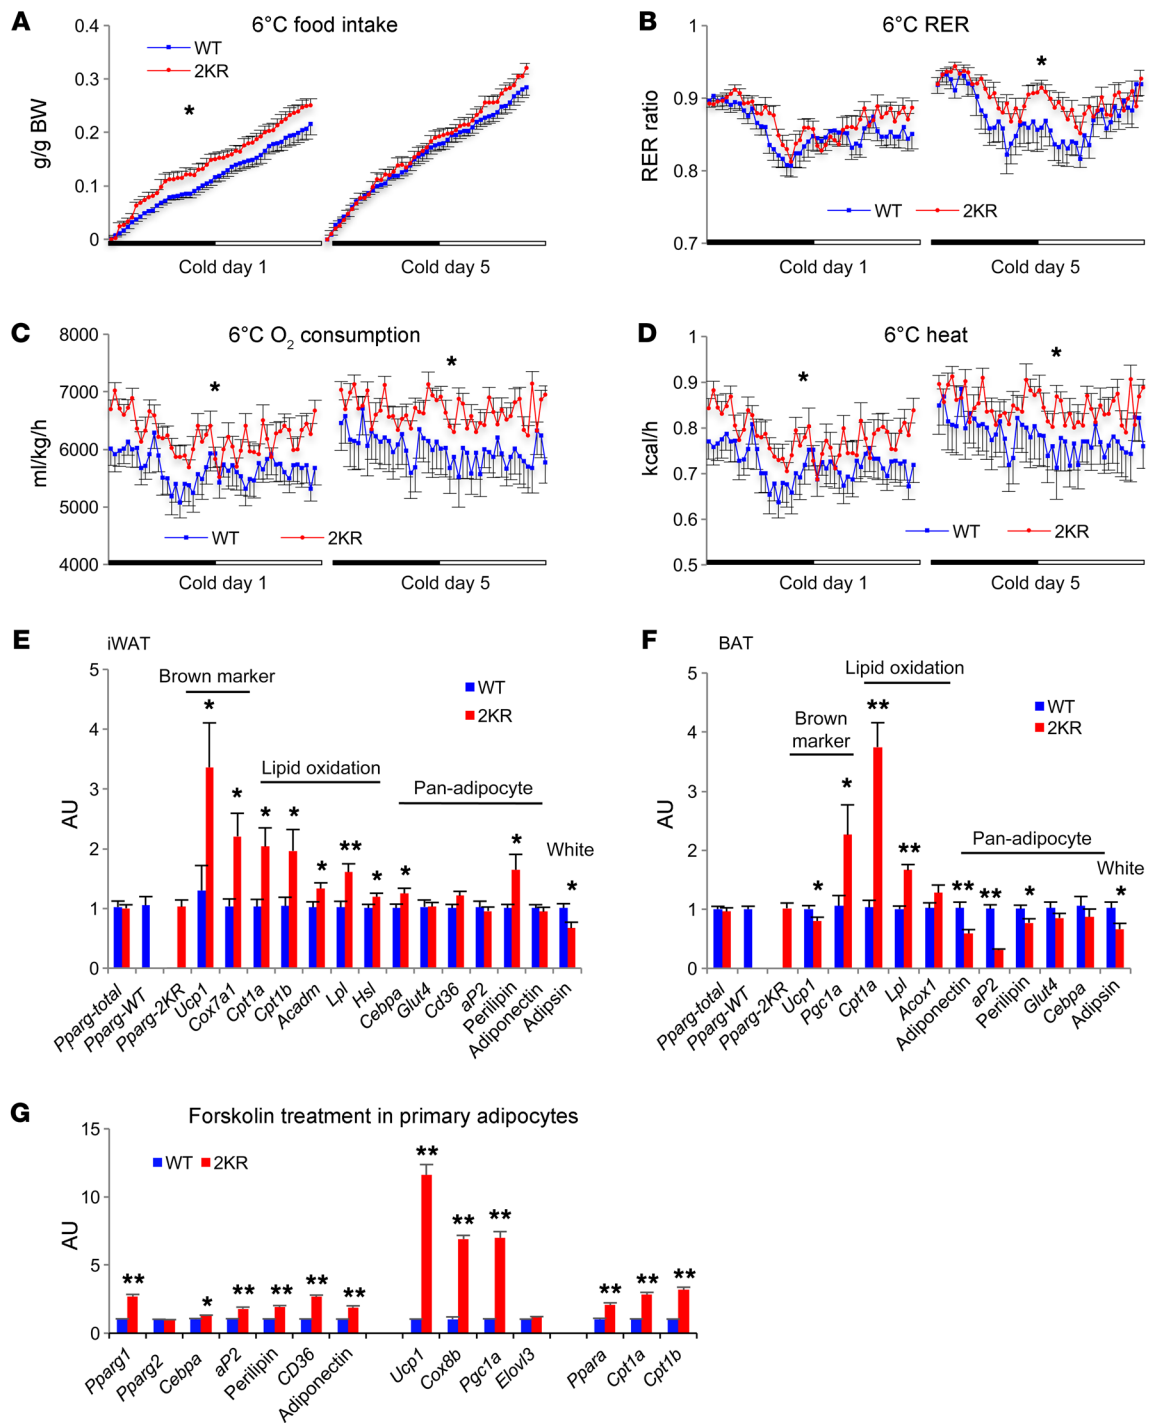 A
6°C food intake
0.4
0.3
0.2
0.1
0
g/g BW
WT
2KR
*
Cold day 1
Cold day 5
B
6°C RER
1
0.9
0.8
0.7
RER ratio
*
WT
2KR
Cold day 1
Cold day 5
C
6°C O2 consumption
8000
7000
6000
5000
4000
ml/kg/h
*
*
WT
2KR
Cold day 1
Cold day 5
D
6°C heat
1
0.9
0.8
0.7
0.6
0.5
kcal/h
*
*
WT
2KR
Cold day 1
Cold day 5
E
iWAT
5
4
3
2
1
0
AU
Brown marker
Lipid oxidation
Pan-adipocyte
White
WT
2KR
* * * * * ** * * * *
Pparg-total
Pparg-WT
Pparg-2KR
Ucp1
Cox7a1
Cpt1a
Cpt1b
Acadm
Lpl
Hsl
Cebpa
Glut4
Cd36
aP2
Perilipin
Adiponectin
Adipsin
F
BAT
5
4
3
2
1
0
AU
Lipid oxidation
Brown
marker
Pan-adipocyte
White
WT
2KR
* * ** ** ** ** * *
Pparg-total
Pparg-WT
Pparg-2KR
Ucp1
Pgc1a
Cpt1a
Lpl
Acox1
Adiponectin
aP2
Perilipin
Glut4
Cebpa
Adipsin
G
Forskolin treatment in primary adipocytes
15
10
5
0
AU
WT
2KR
** * ** ** ** ** ** ** ** ** ** **
Pparg1
Pparg2
Cebpa
aP2
Perilipin
CD36
Adiponectin
Ucp1
Cox8b
Pgc1a
Elovl3
Ppara
Cpt1a
Cpt1b